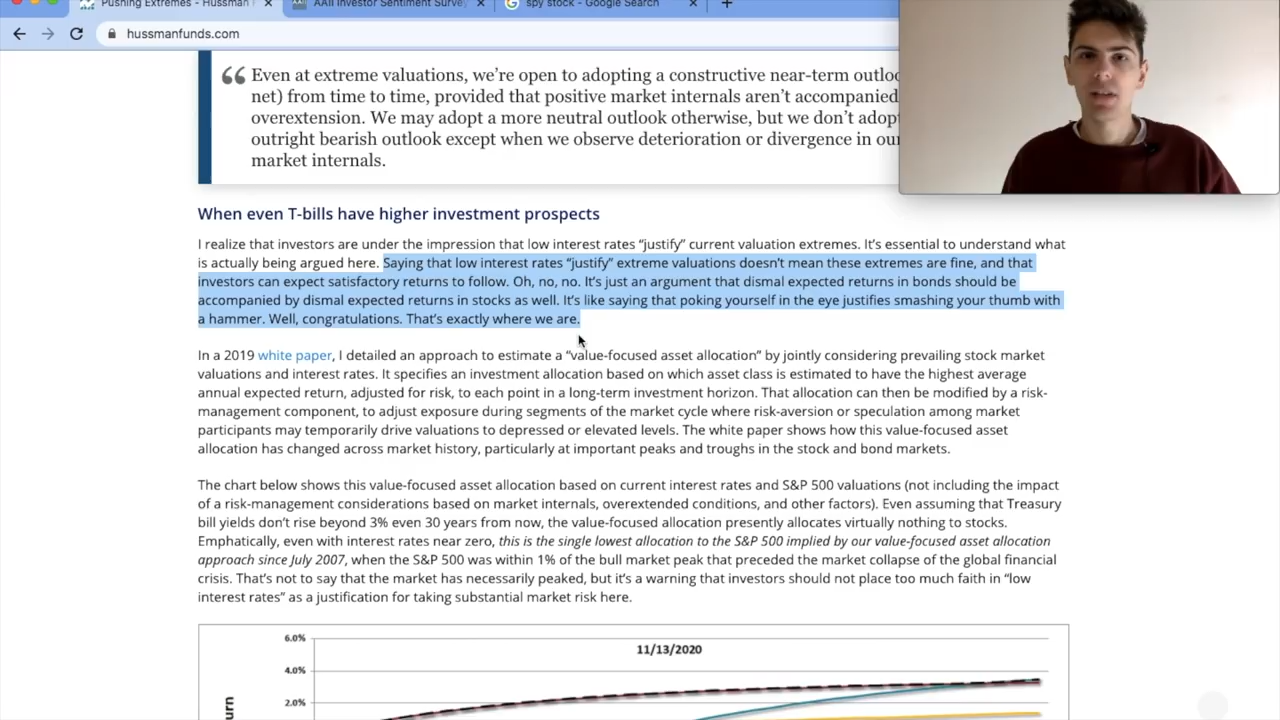 Pushing Extremes - Hussman F
AAII Investor Sentiment Survey
spy stock - Google Search
hussmanfunds.com
“ Even at extreme valuations, we’re open to adopting a constructive near-term outloo
net) from time to time, provided that positive market internals aren’t accompanied
overextension. We may adopt a more neutral outlook otherwise, but we don’t adopt
outright bearish outlook except when we observe deterioration or divergence in our
market internals.
When even T-bills have higher investment prospects
I realize that investors are under the impression that low interest rates “justify” current valuation extremes. It’s essential to understand what
is actually being argued here. Saying that low interest rates “justify” extreme valuations doesn’t mean these extremes are fine, and that
investors can expect satisfactory returns to follow. Oh, no, no. It’s just an argument that dismal expected returns in bonds should be
accompanied by dismal expected returns in stocks as well. It’s like saying that poking yourself in the eye justifies smashing your thumb with
a hammer. Well, congratulations. That’s exactly where we are.
In a 2019 white paper, I detailed an approach to estimate a “value-focused asset allocation” by jointly considering prevailing stock market
valuations and interest rates. It specifies an investment allocation based on which asset class is estimated to have the highest average
annual expected return, adjusted for risk, to each point in a long-term investment horizon. That allocation can then be modified by a risk-
management component, to adjust exposure during segments of the market cycle where risk-aversion or speculation among market
participants may temporarily drive valuations to depressed or elevated levels. The white paper shows how this value-focused asset
allocation has changed across market history, particularly at important peaks and troughs in the stock and bond markets.
The chart below shows this value-focused asset allocation based on current interest rates and S&P 500 valuations (not including the impact
of a risk-management considerations based on market internals, overextended conditions, and other factors). Even assuming that Treasury
bill yields don’t rise beyond 3% even 30 years from now, the value-focused allocation presently allocates virtually nothing to stocks.
Emphatically, even with interest rates near zero, this is the single lowest allocation to the S&P 500 implied by our value-focused asset allocation
approach since July 2007, when the S&P 500 was within 1% of the bull market peak that preceded the market collapse of the global financial
crisis. That’s not to say that the market has necessarily peaked, but it’s a warning that investors should not place too much faith in “low
interest rates” as a justification for taking substantial market risk here.
6.0%
11/13/2020
4.0%
2.0%
urn